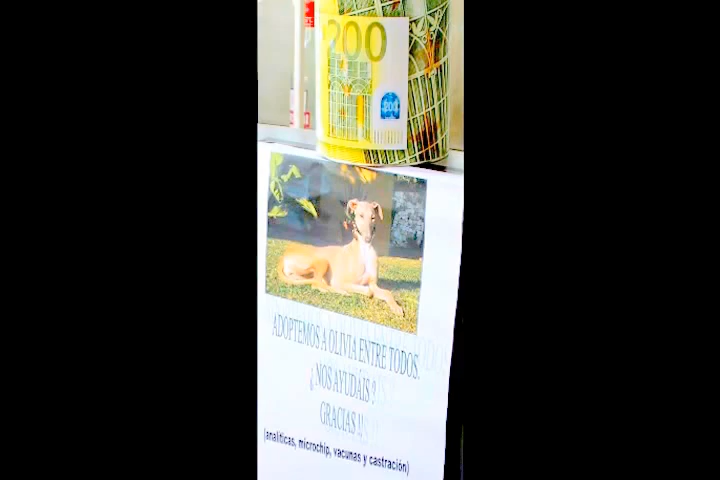 200
200
ADOPTEMOS A OLIVIA ENTRE TODOS.
¿NOS AYUDÁIS?
GRACIAS !!
(analíticas, microchip, vacunas y castración)